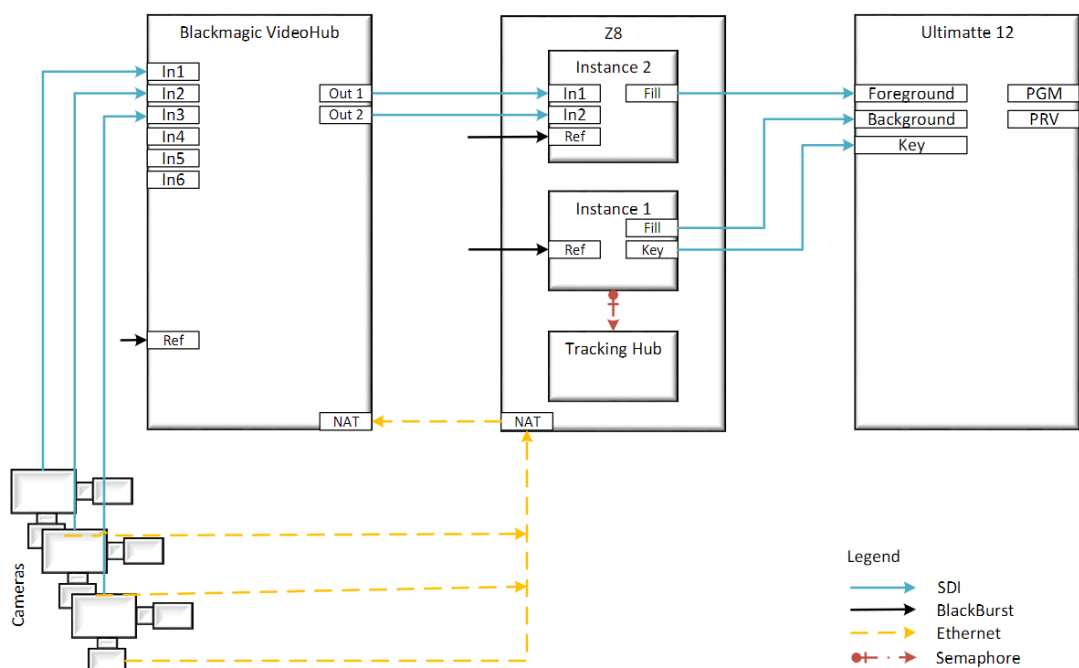 Blackmagic VideoHub
In1
In2
In3
In4
In5
In6
Out 1
Out 2
Ref
NAT
Z8
Instance 2
In1
In2
Ref
Fill
Instance 1
Fill
Ref
Key
Tracking Hub
NAT
Ultimatte 12
Foreground
PGM
Background
PRV
Key
Cameras
Legend
SDI
BlackBurst
Ethernet
Semaphore